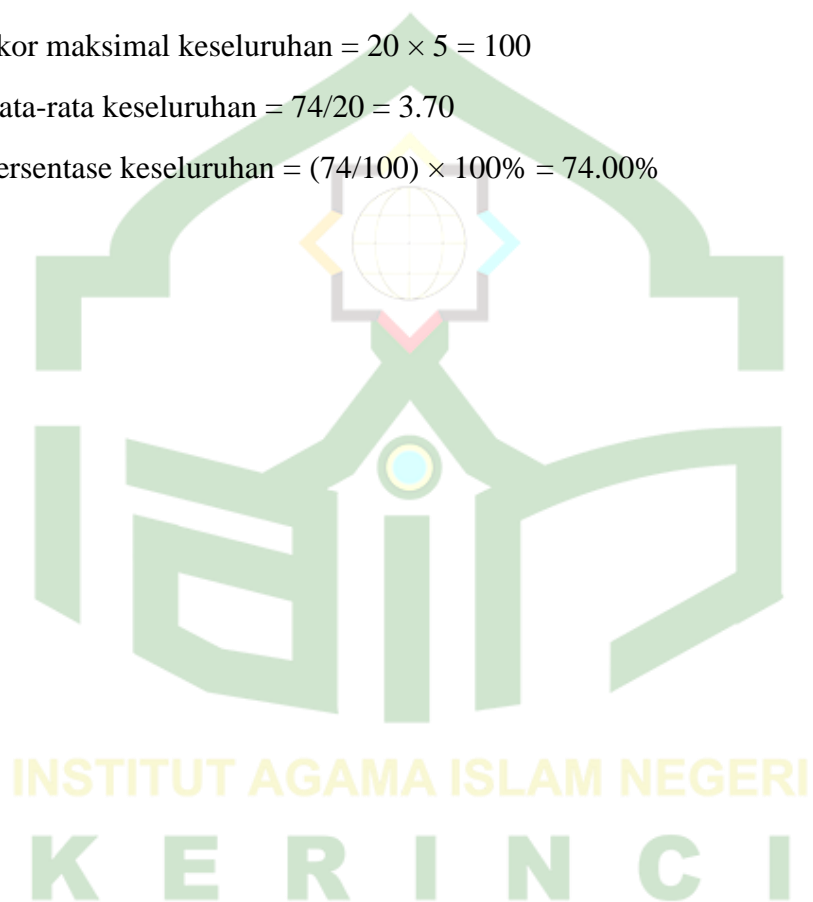 kor maksimal keseluruhan = 20 × 5 = 100
ata-rata keseluruhan = 74/20 = 3.70
ersentase keseluruhan = (74/100) × 100% = 74.00%
INSTITUT AGAMA ISLAM NEGERI
KERINCI